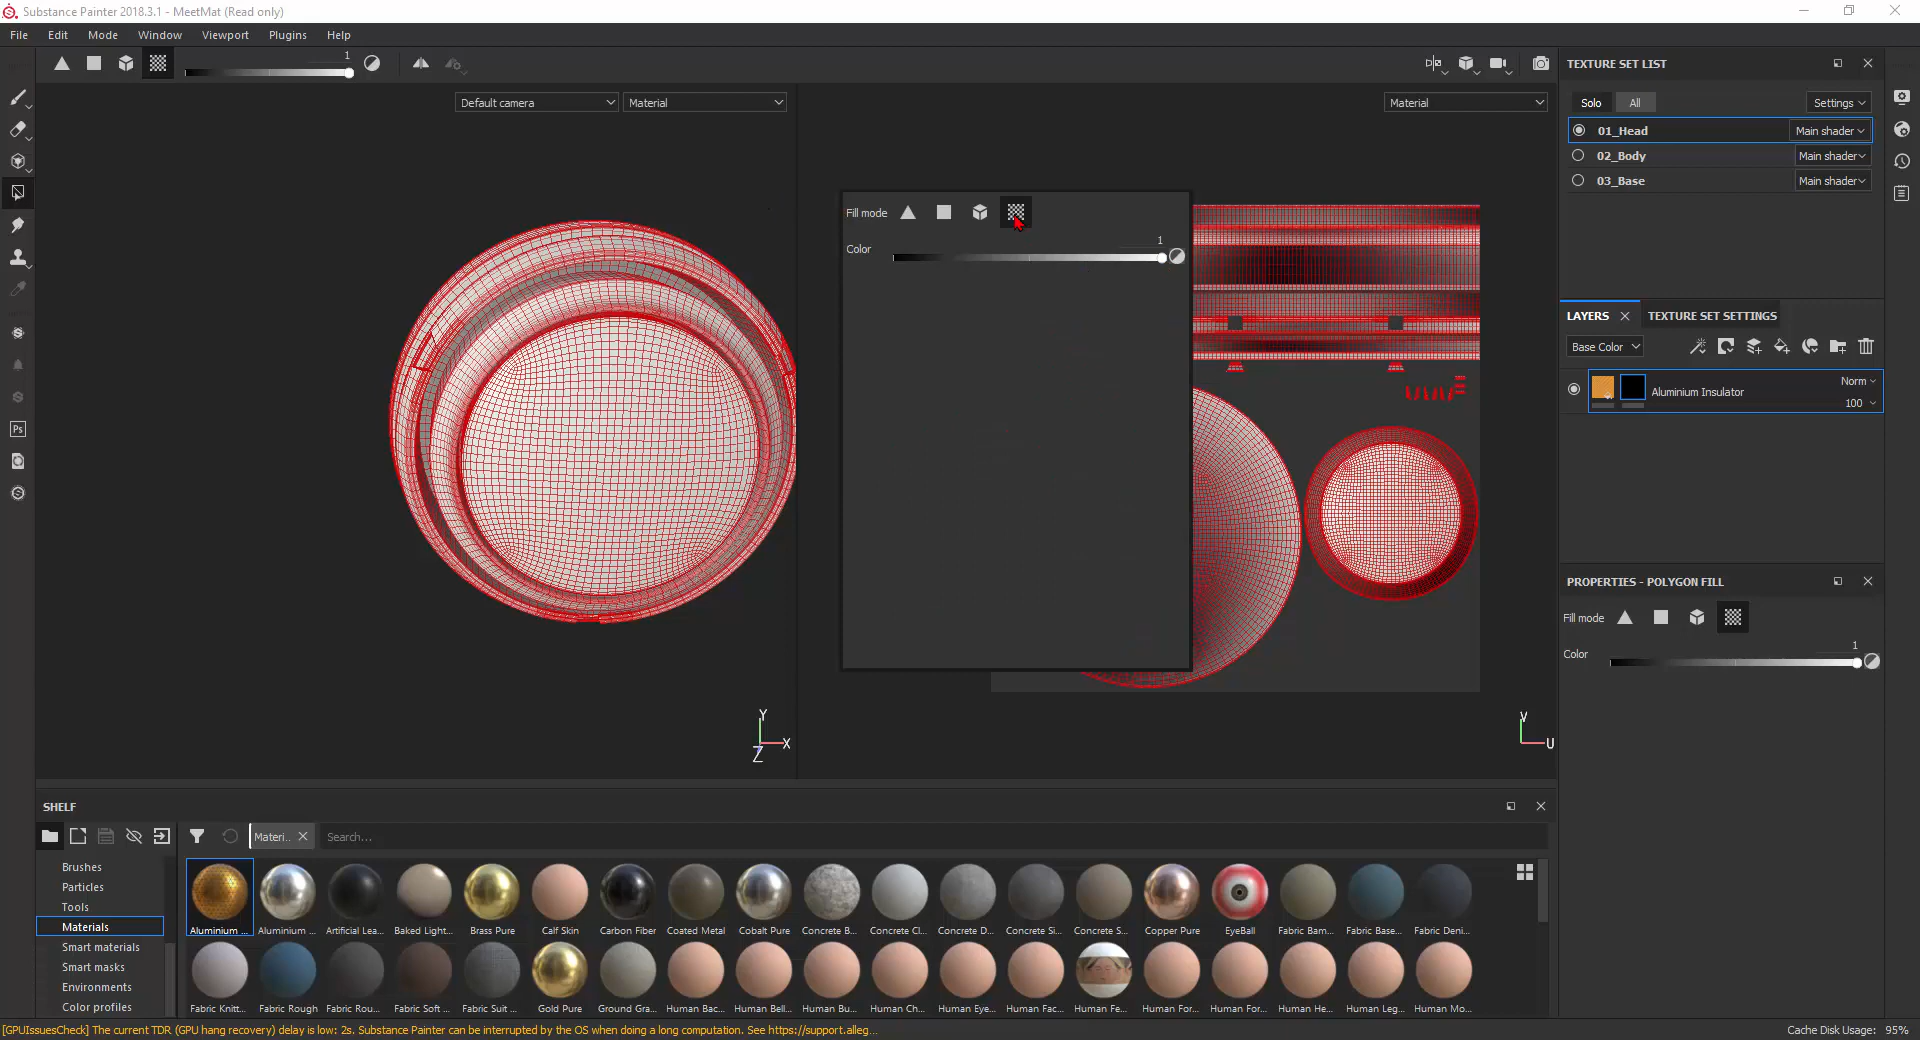 Substance Painter 2018.3.1 - MeetMat (Read only)
File Edit Mode Window Viewport Plugins Help
1
Default camera Material Material
TEXTURE SET LIST
Solo All Settings
01_Head Main shader
02_Body Main shader
03_Base Main shader
Fill mode
Color 1
LAYERS TEXTURE SET SETTINGS
Base Color
Aluminium Insulator Norm
100
PROPERTIES - POLYGON FILL
Fill mode
Color 1
Y
X
Z
V
U
SHELF
Materi.. Search...
Brushes
Particles
Tools
Materials
Smart materials
Environments
Color profiles
Aluminium ... Aluminium ... Artificial Lea... Baked Light... Brass Pure Calf Skin Carbon Fiber Coated Metal Cobalt Pure Concrete B... Concrete Cl... Concrete D... Concrete Si... Concrete S... Copper Pure EyeBall Fabric Bam... Fabric Base... Fabric Deni...
Fabric Knitt... Fabric Rough Fabric Rou... Fabric Soft ... Fabric Suit ... Gold Pure Ground Gra... Human Bac... Human Bell... Human Bu... Human Ch... Human Eye... Human Fac... Human Fe... Human For... Human For... Human He... Human Leg... Human Mo...
[GPUIssuesCheck] The current TDR (GPU hang recovery) delay is low: 2s. Substance Painter can be interrupted by the OS when doing a long computation. See https://support.alleg...
Cache Disk Usage: 95%
Ps